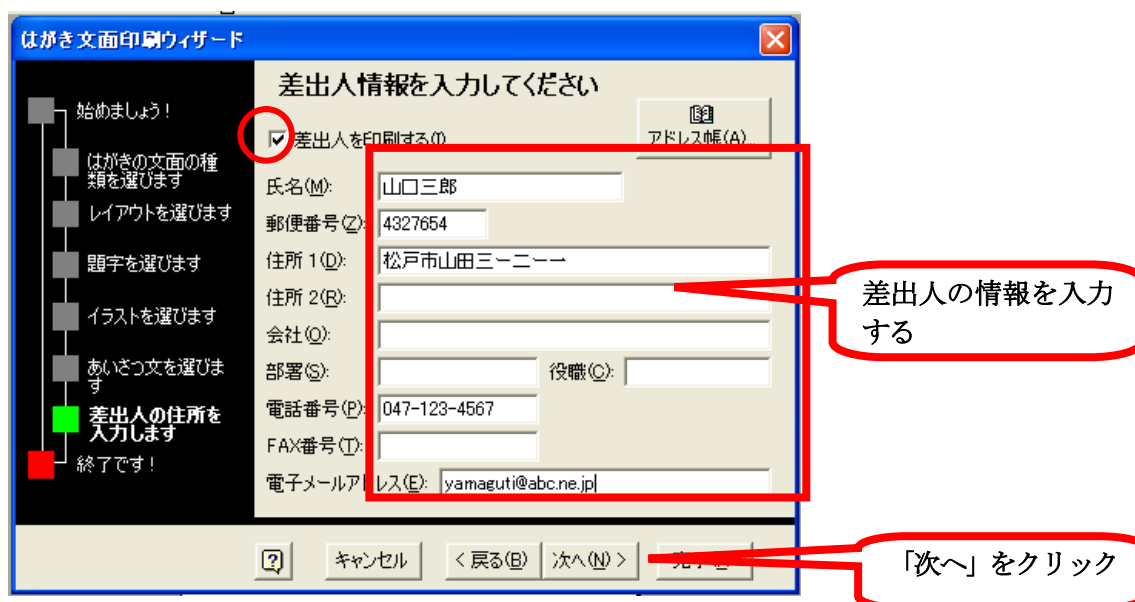 はがき文面印刷ウィザード
始めましょう!
はがきの文面の種
類を選びます
レイアウトを選びます
題字を選びます
イラストを選びます
あいさつ文を選びま
す
差出人の住所を
入力します
終了です!
差出人情報を入力してください
差出人を印刷する(I)
アドレス帳(A)...
氏名(M):
山口三郎
郵便番号(Z):
4327654
住所 1(D):
松戸市山田三ー二ー一
住所 2(R):
会社(O):
部署(S):
役職(C):
電話番号(P):
047-123-4567
FAX番号(T):
電子メールアドレス(E): yamaguti@abc.ne.jp
キャンセル
< 戻る(B)
次へ(N) >
差出人の情報を入力
する
「次へ」をクリック